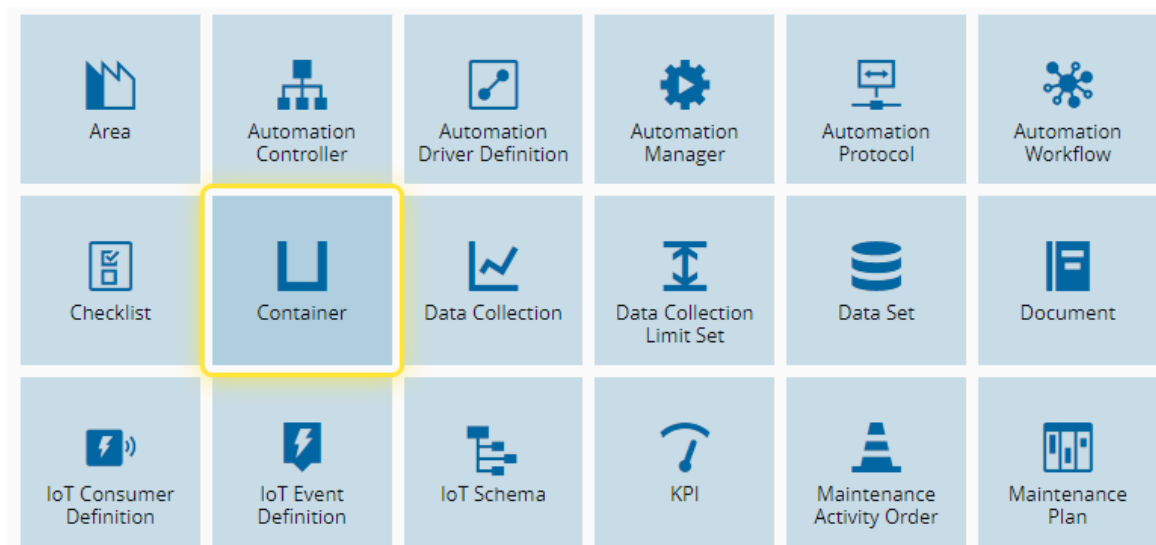 Area
Automation
Controller
Automation
Driver Definition
Automation
Manager
Automation
Protocol
Automation
Workflow
Checklist
Container
Data Collection
Data Collection
Limit Set
Data Set
Document
IoT Consumer
Definition
IoT Event
Definition
IoT Schema
KPI
Maintenance
Activity Order
Maintenance
Plan